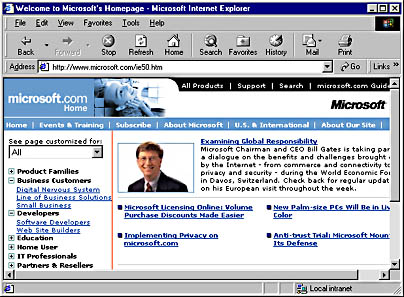 Welcome to Microsoft's Homepage - Microsoft Internet Explorer
File Edit View Favorites Tools Help
Back Forward Stop Refresh Home Search Favorites History Mail Print
Address http://www.microsoft.com/ie50.htm Go Links »
All Products | Support | Search | microsoft.com Guide
microsoft.com
Home
Microsoft
Home | Events & Training | Subscribe | About Microsoft | U.S. & International | About Our Site |
See page customized for:
All
Product Families
Business Customers
Digital Nervous System
Line of Business Solutions
Small Business
Developers
Software Developers
Web Site Builders
Education
Home User
IT Professionals
Partners & Resellers
Examining Global Responsibility
Microsoft Chairman and CEO Bill Gates is taking par
a dialogue on the benefits and challenges brought
by the Internet - from commerce and connectivity to
privacy and security - during the World Economic For
in Davos, Switzerland. Check back for regular updat
on his European visit throughout the week.
Microsoft Licensing Online: Volume
Purchase Discounts Made Easier
New Palm-size PCs Will be in Liv
Color
Implementing Privacy on
microsoft.com
Anti-trust Trial: Microsoft Moun
Its Defense
Local intranet